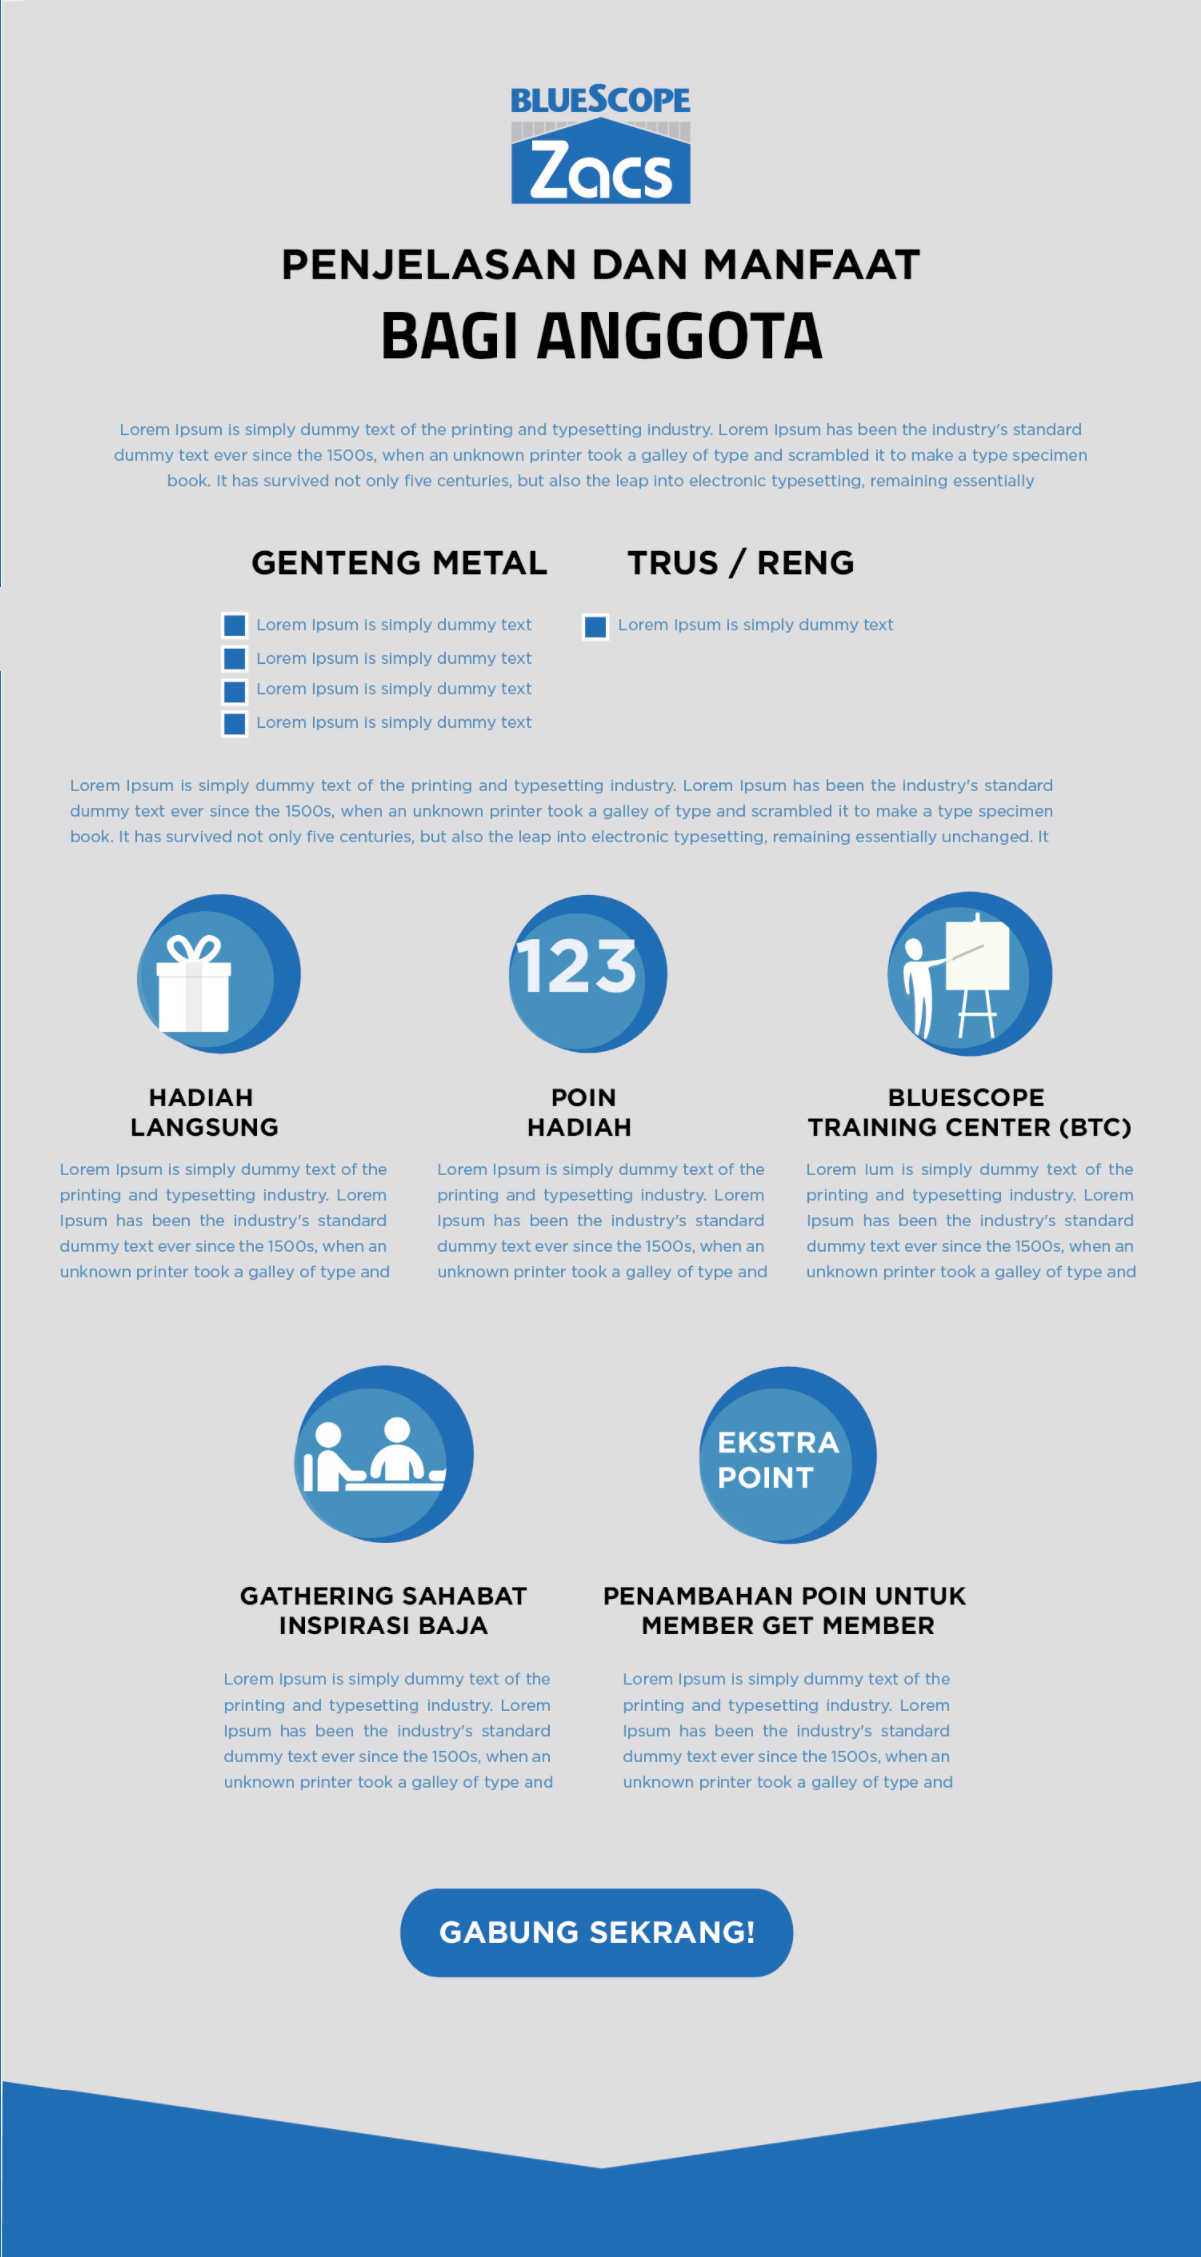 BLUESCOPE
Zacs
PENJELASAN DAN MANFAAT
BAGI ANGGOTA
Lorem Ipsum is simply dummy text of the printing and typesetting industry. Lorem Ipsum has been the industry's standard
dummy text ever since the 1500s, when an unknown printer took a galley of type and scrambled it to make a type specimen
book. It has survived not only five centuries, but also the leap into electronic typesetting, remaining essentially
GENTENG METAL
Lorem Ipsum is simply dummy text
Lorem Ipsum is simply dummy text
Lorem Ipsum is simply dummy text
Lorem Ipsum is simply dummy text
TRUS / RENG
Lorem Ipsum is simply dummy text
Lorem Ipsum is simply dummy text of the printing and typesetting industry. Lorem Ipsum has been the industry's standard
dummy text ever since the 1500s, when an unknown printer took a galley of type and scrambled it to make a type specimen
book. It has survived not only five centuries, but also the leap into electronic typesetting, remaining essentially unchanged. It
HADIAH
LANGSUNG
Lorem Ipsum is simply dummy text of the
printing and typesetting industry. Lorem
Ipsum has been the industry's standard
dummy text ever since the 1500s, when an
unknown printer took a galley of type and
123
POIN
HADIAH
Lorem Ipsum is simply dummy text of the
printing and typesetting industry. Lorem
Ipsum has been the industry's standard
dummy text ever since the 1500s, when an
unknown printer took a galley of type and
BLUESCOPE
TRAINING CENTER (BTC)
Lorem Ium is simply dummy text of the
printing and typesetting industry. Lorem
Ipsum has been the industry's standard
dummy text ever since the 1500s, when an
unknown printer took a galley of type and
GATHERING SAHABAT
INSPIRASI BAJA
Lorem Ipsum is simply dummy text of the
printing and typesetting industry. Lorem
Ipsum has been the industry's standard
dummy text ever since the 1500s, when an
unknown printer took a galley of type and
EKSTRA
POINT
PENAMBAHAN POIN UNTUK
MEMBER GET MEMBER
Lorem Ipsum is simply dummy text of the
printing and typesetting industry. Lorem
Ipsum has been the industry's standard
dummy text ever since the 1500s, when an
unknown printer took a galley of type and
GABUNG SEKRANG!